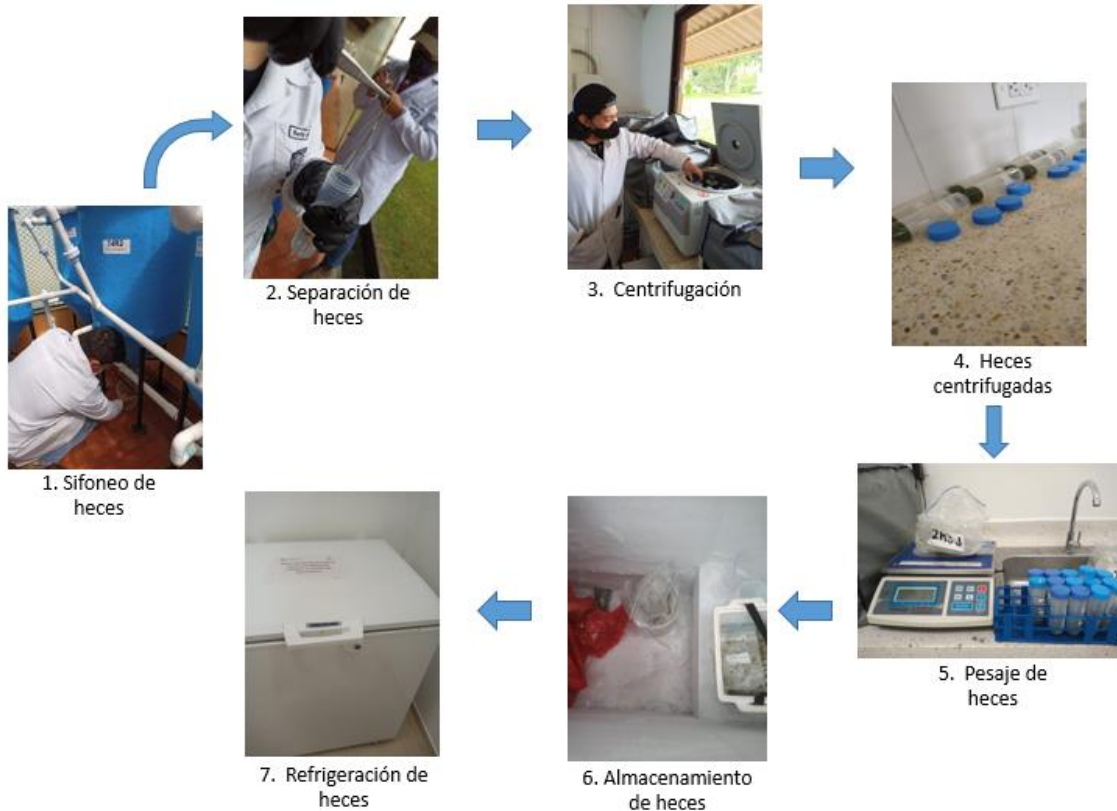 1. Sifoneo de
heces
2. Separación de
heces
3. Centrifugación
4. Heces
centrifugadas
5. Pesaje de
heces
6. Almacenamiento
de heces
7. Refrigeración de
heces